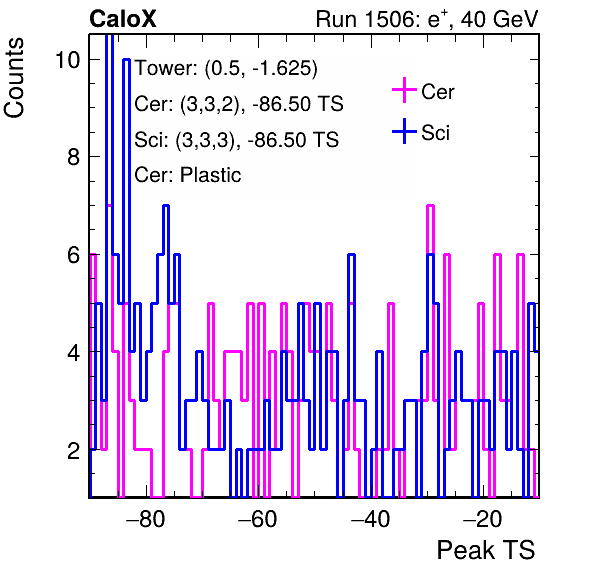 CaloX Run 1506: e⁺, 40 GeV
Counts
Tower: (0.5, -1.625)
Cer: (3,3,2), -86.50 TS
Sci: (3,3,3), -86.50 TS
Cer: Plastic
Cer
Sci
10
8
6
4
2
−80 −60 −40 −20
Peak TS